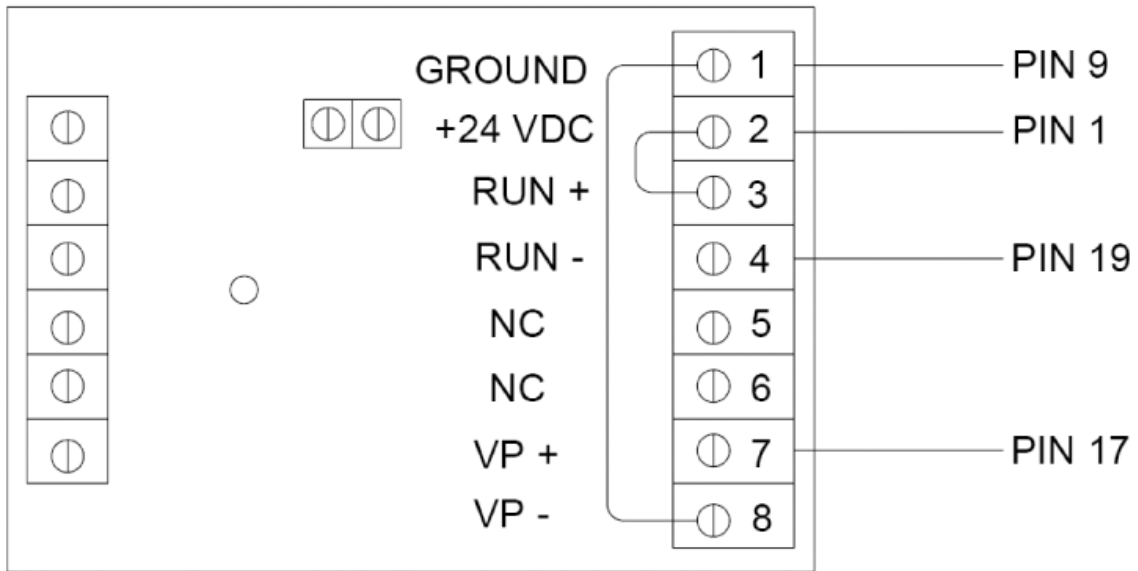 GROUND 1 PIN 9
+24 VDC 2 PIN 1
RUN + 3
RUN - 4 PIN 19
NC 5
NC 6
VP + 7 PIN 17
VP - 8